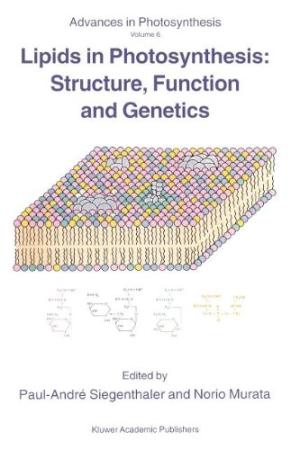 Advances in Photosynthesis
Volume 6
Lipids in Photosynthesis:
Structure, Function
and Genetics
Edited by
Paul-André Siegenthaler and Norio Murata
Kluwer Academic Publishers